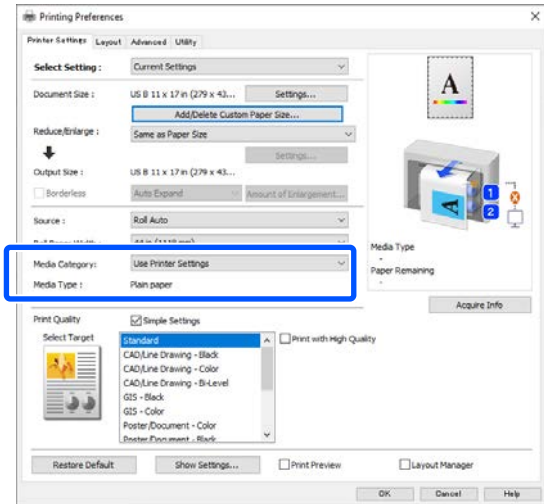 Printing Preferences
Printer Settings Layout Advanced Utility
Select Setting : Current Settings
Document Size : US B 11 x 17 in (279 x 43... Settings...
Add/Delete Custom Paper Size...
Reduce/Enlarge : Same as Paper Size
Settings...
Output Size : US B 11 x 17 in (279 x 43...
Borderless Auto Expand Amount of Enlargement...
Source : Roll Auto
Media Category: Use Printer Settings
Media Type : Plain paper
Print Quality Simple Settings
Select Target
Standard
CAD/Line Drawing - Black
CAD/Line Drawing - Color
CAD/Line Drawing - Bi-Level
GIS - Black
GIS - Color
Poster/Document - Color
Poster/Document - Black
Print with High Quality
A
A
1
2
Media Type
-
Paper Remaining
-
Acquire Info
Restore Default Show Settings... Print Preview Layout Manager
OK Cancel Help